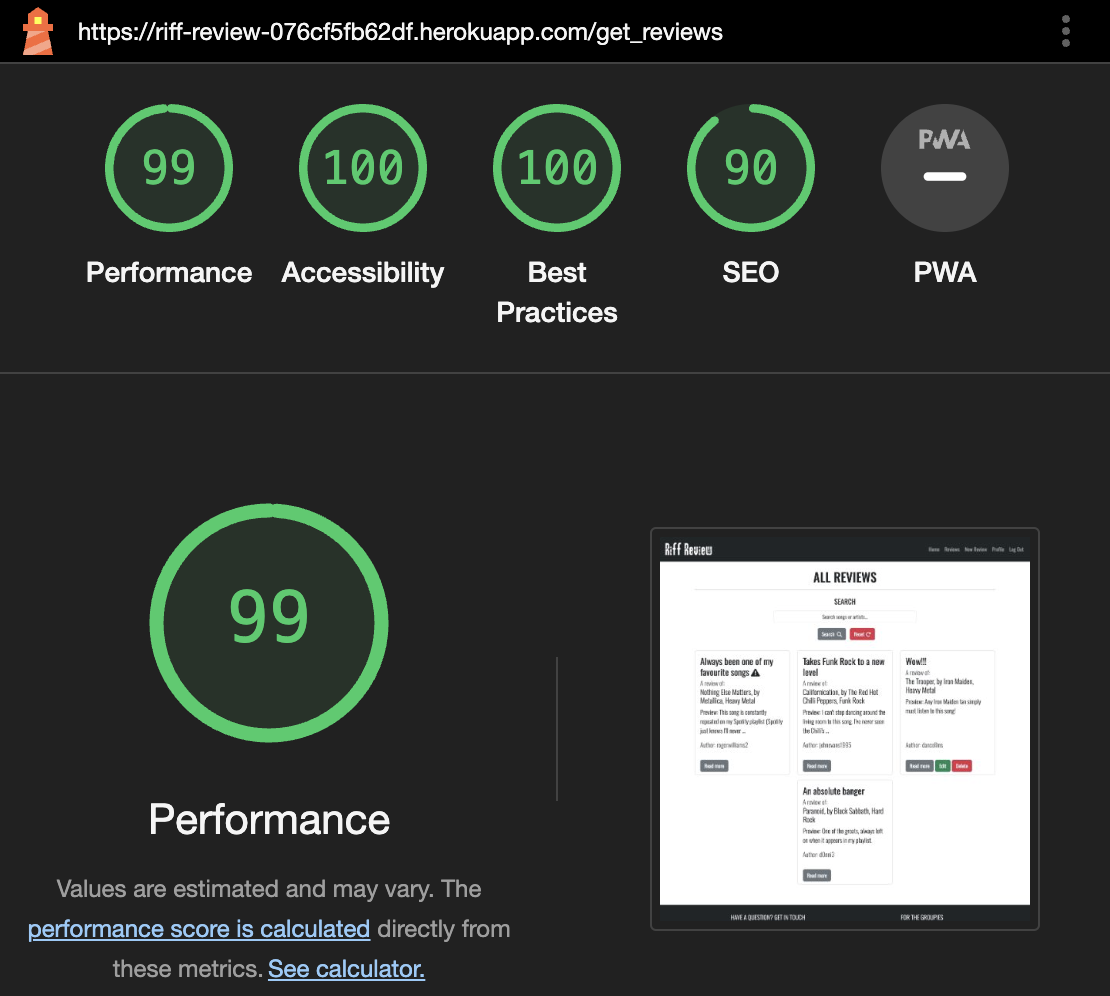 https://riff-review-076cf5fb62df.herokuapp.com/get_reviews
99
100
100
90
PWA
Performance
Accessibility
Best
Practices
SEO
PWA
99
Performance
Values are estimated and may vary. The
performance score is calculated directly from
these metrics. See calculator.
Riff Review
Home Reviews New Review Profile Log Out
ALL REVIEWS
SEARCH
Search songs or artists...
Search Reset
Always been one of my
favourite songs
A review of:
Nothing Else Matters, by
Metallica, Heavy Metal
Preview: This song is constantly
repeated on my Spotify playlist (Spotify
just knows I'll never ...
Author: rogerwilliams2
Read more
Takes Funk Rock to a new
level
A review of:
Californication, by The Red Hot
Chilli Peppers, Funk Rock
Preview: I can't stop dancing around the
living room to this song. I've never seen
the Chilli's ...
Author: johnevans1993
Read more
Wow!!!
A review of:
The Trooper, by Iron Maiden,
Heavy Metal
Preview: Any Iron Maiden fan simply
must listen to this song!
Author: davecollins
Read more Edit Delete
An absolute banger
A review of:
Paranoid, by Black Sabbath, Hard
Rock
Preview: One of the greats, always left
on when it appears in my playlist.
Author:
Read more
HAVE A QUESTION? GET IN TOUCH
FOR THE GROUPIES